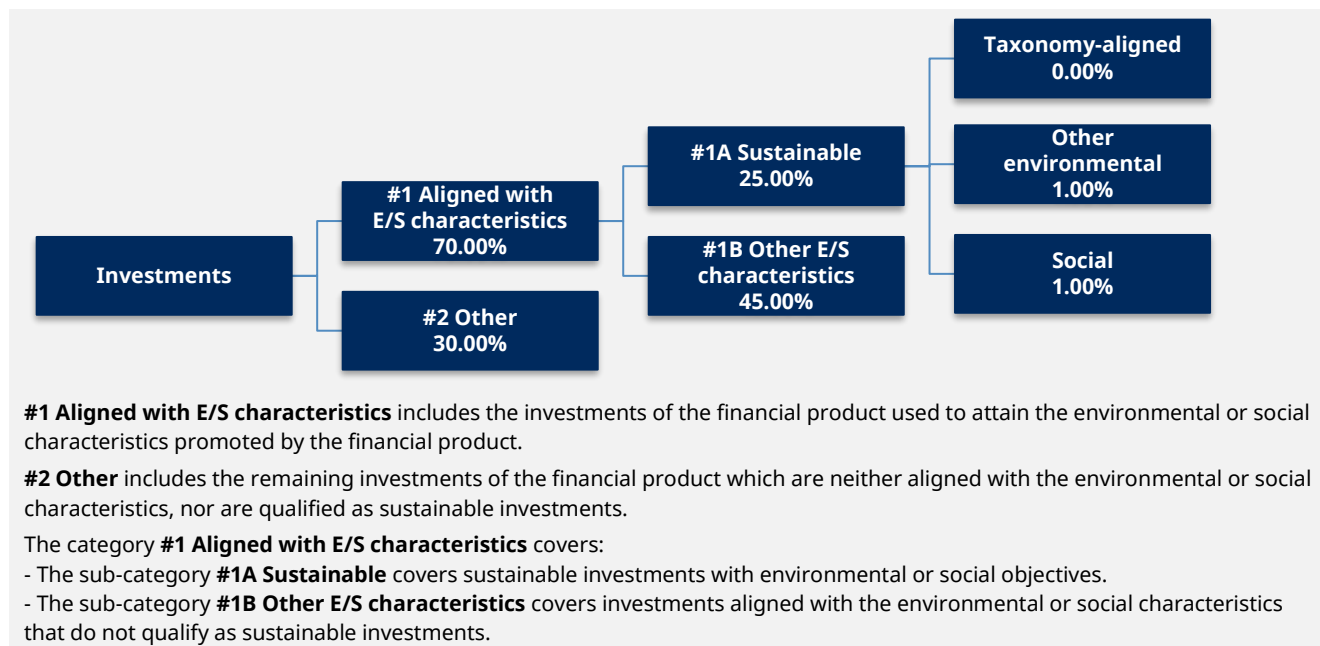 Investments
#1 Aligned with
E/S characteristics
70.00%
#2 Other
30.00%
#1A Sustainable
25.00%
#1B Other E/S
characteristics
45.00%
Taxonomy-aligned
0.00%
Other
environmental
1.00%
Social
1.00%
#1 Aligned with E/S characteristics includes the investments of the financial product used to attain the environmental or social
characteristics promoted by the financial product.
#2 Other includes the remaining investments of the financial product which are neither aligned with the environmental or social
characteristics, nor are qualified as sustainable investments.
The category #1 Aligned with E/S characteristics covers:
- The sub-category #1A Sustainable covers sustainable investments with environmental or social objectives.
- The sub-category #1B Other E/S characteristics covers investments aligned with the environmental or social characteristics
that do not qualify as sustainable investments.